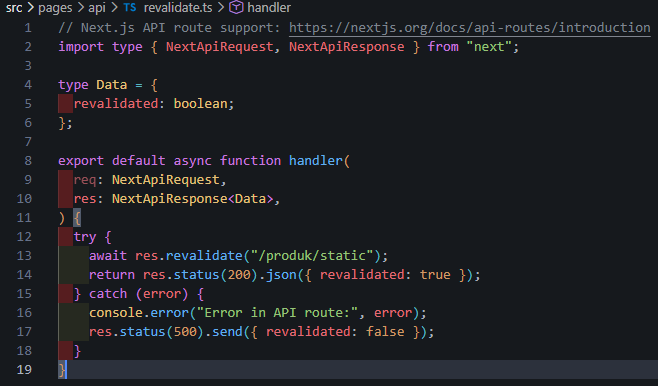 src > pages > api > TS revalidate.ts > handler
1 // Next.js API route support: https://nextjs.org/docs/api-routes/introduction
2 import type { NextApiRequest, NextApiResponse } from "next";
3
4 type Data = {
5   revalidated: boolean;
6 };
7
8 export default async function handler(
9   req: NextApiRequest,
10   res: NextApiResponse<Data>,
11 ) {
12   try {
13     await res.revalidate("/produk/static");
14     return res.status(200).json({ revalidated: true });
15   } catch (error) {
16     console.error("Error in API route:", error);
17     res.status(500).send({ revalidated: false });
18   }
19 }